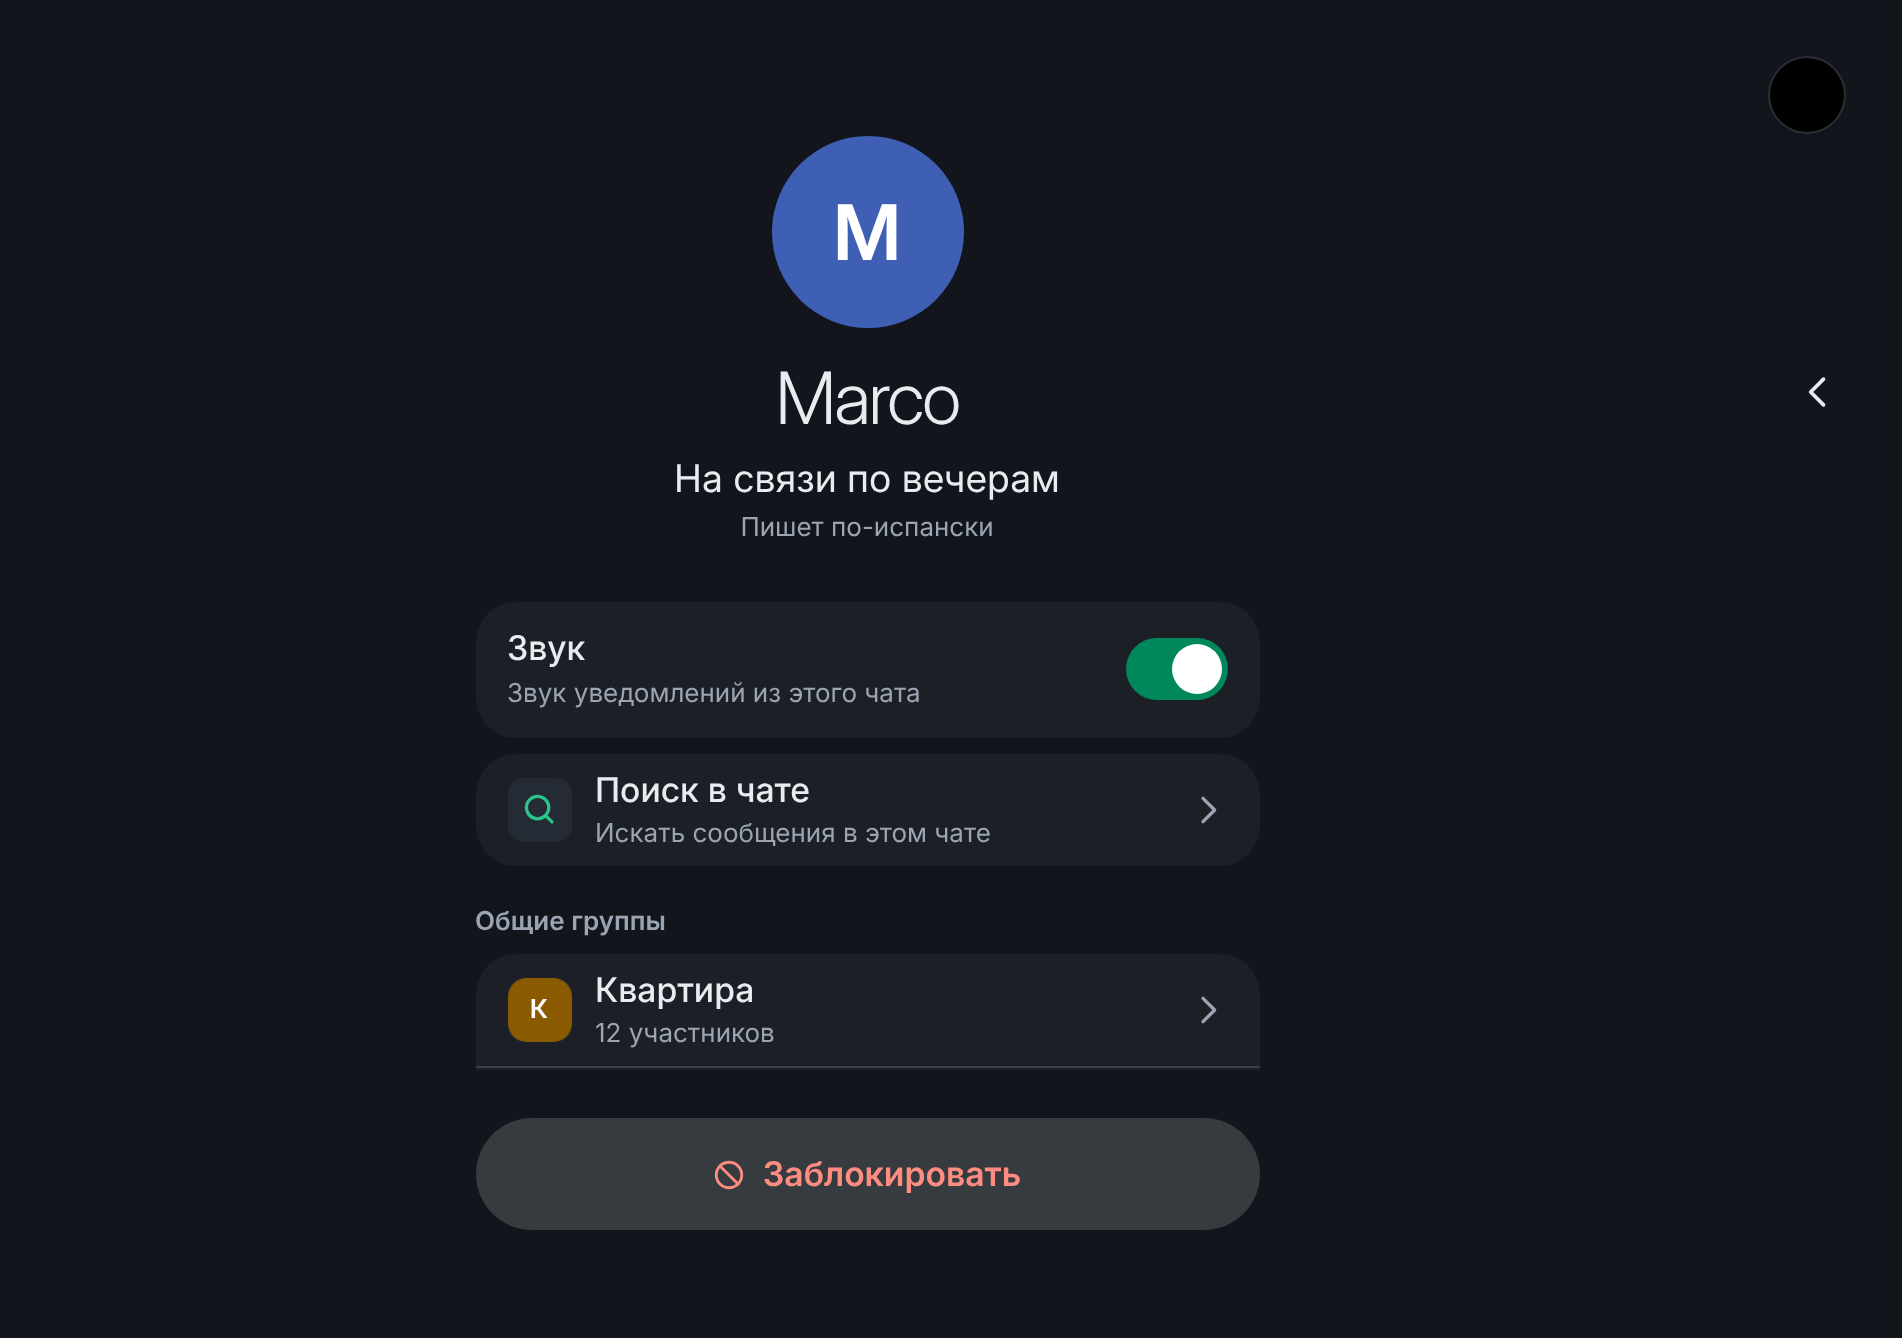 M
Marco
На связи по вечерам
Пишет по-испански
Звук
Звук уведомлений из этого чата
Поиск в чате
Искать сообщения в этом чате
Общие группы
К
Квартира
12 участников
Заблокировать